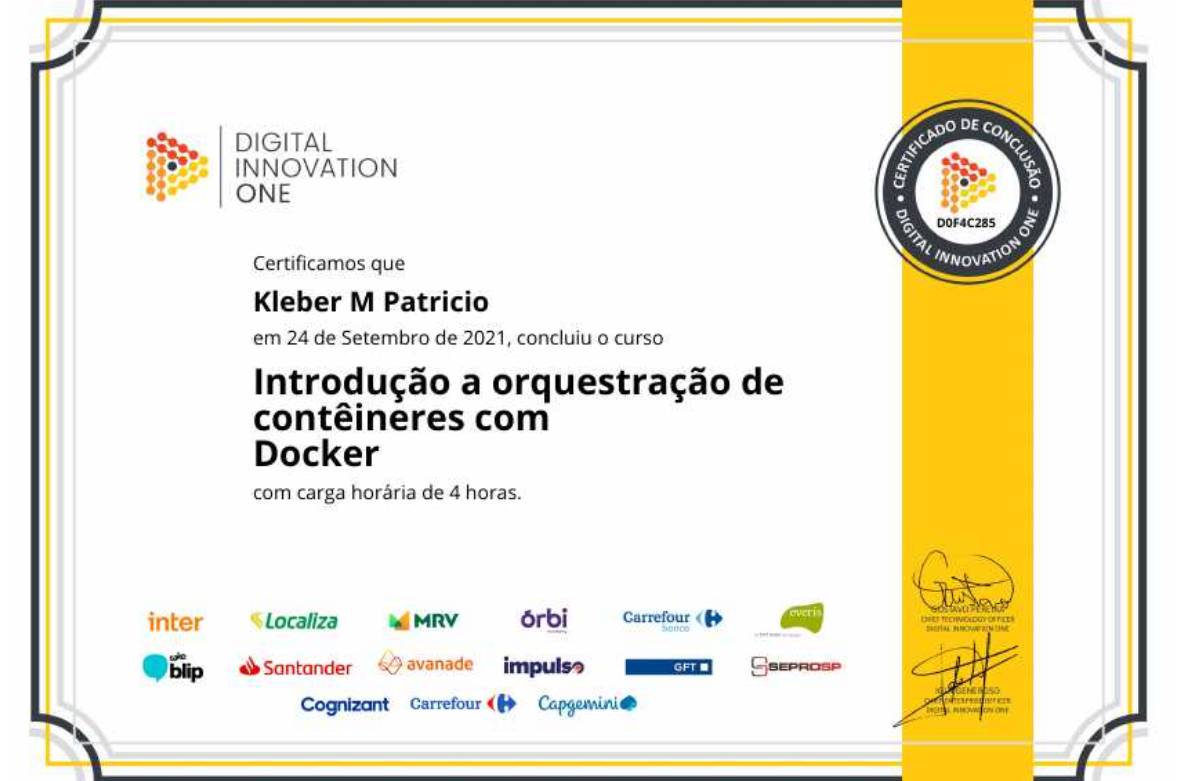 DIGITAL
INNOVATION
ONE
CERTIFICADO DE CONCLUSÃO
D0F4C285
DIGITAL INNOVATION ONE
Certificamos que
Kleber M Patricio
em 24 de Setembro de 2021, concluiu o curso
Introdução a orquestração de
contêineres com
Docker
com carga horária de 4 horas.
inter Localiza MRV órbi Carrefour banco everis
take blip Santander avanade impulso GFT SEPROSP
Cognizant Carrefour Capgemini
GUSTAVO PEREIRA
CHIEF TECHNOLOGY OFFICER
DIGITAL INNOVATION ONE
GENEROSO
CHIEF ENTERPRISE OFFICER
DIGITAL INNOVATION ONE